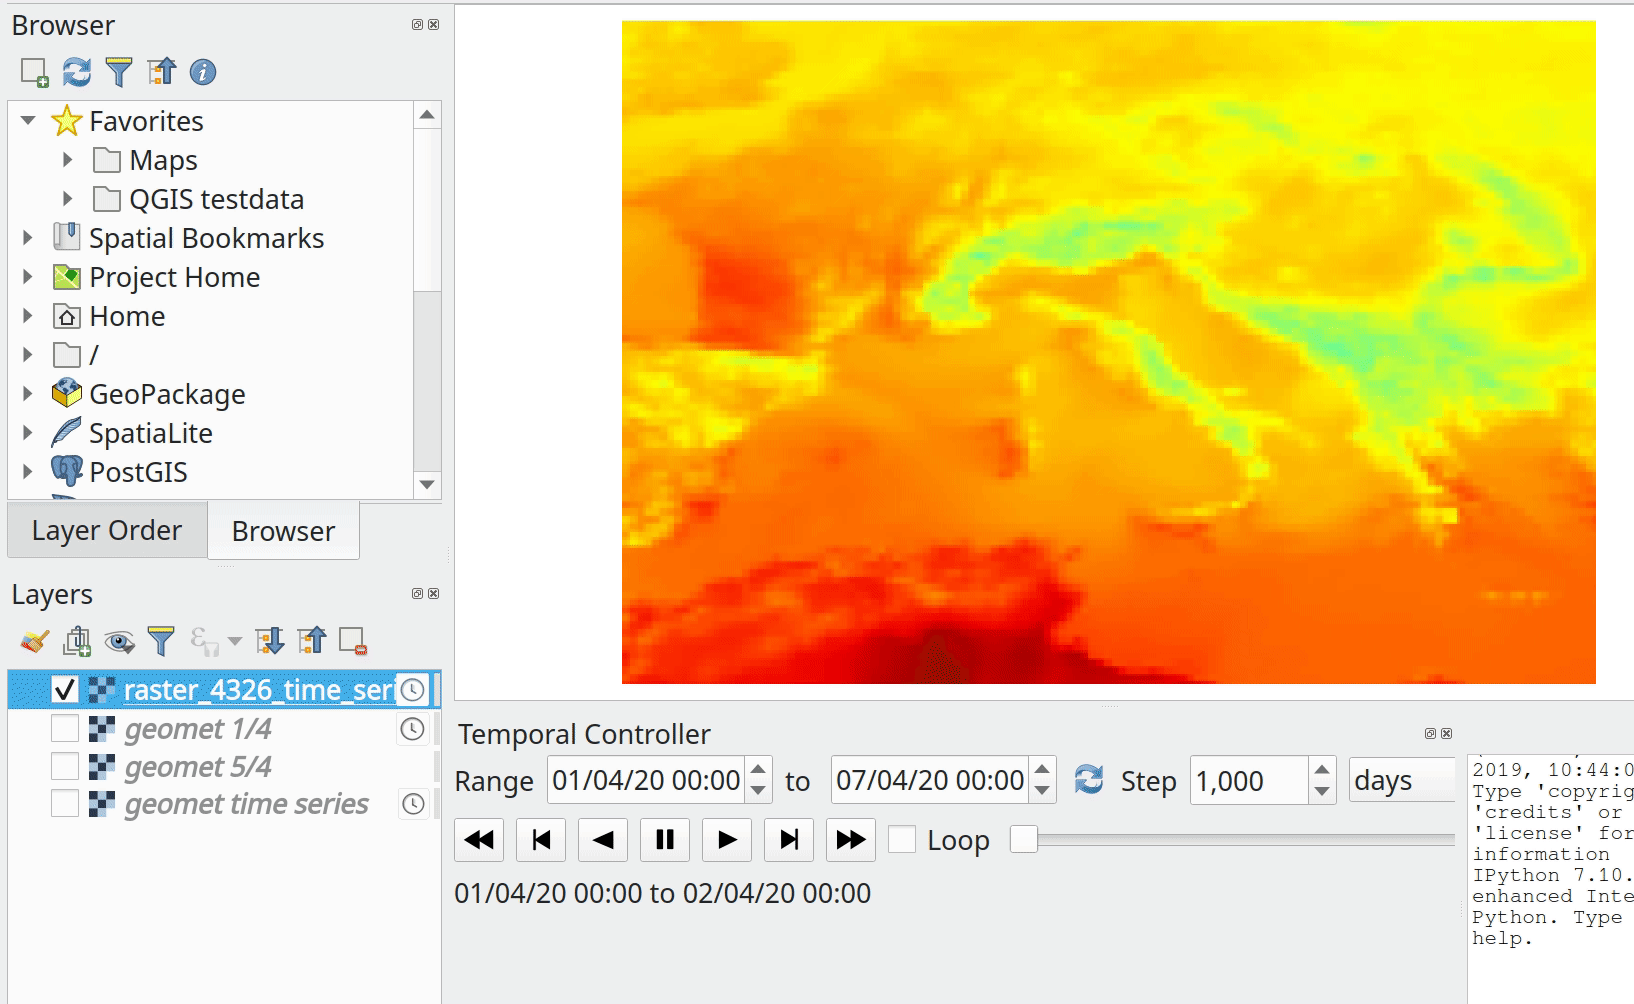 Browser
Favorites
Maps
QGIS testdata
Spatial Bookmarks
Project Home
Home
/
GeoPackage
SpatiaLite
PostGIS
Layer Order
Browser
Layers
raster_4326_time_seri
geomet 1/4
geomet 5/4
geomet time series
Temporal Controller
Range 01/04/20 00:00 to 07/04/20 00:00 Step 1,000 days
Loop
01/04/20 00:00 to 02/04/20 00:00
2019, 10:44:0
Type 'copyrig
'credits' or
'license' for
information
IPython 7.10.
enhanced Inte
Python. Type
help.